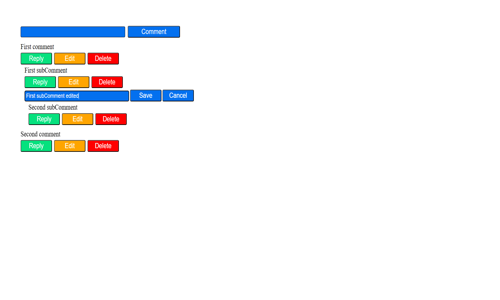 Comment
First comment
Reply Edit Delete
First subComment
Reply Edit Delete
First subComment edited Save Cancel
Second subComment
Reply Edit Delete
Second comment
Reply Edit Delete